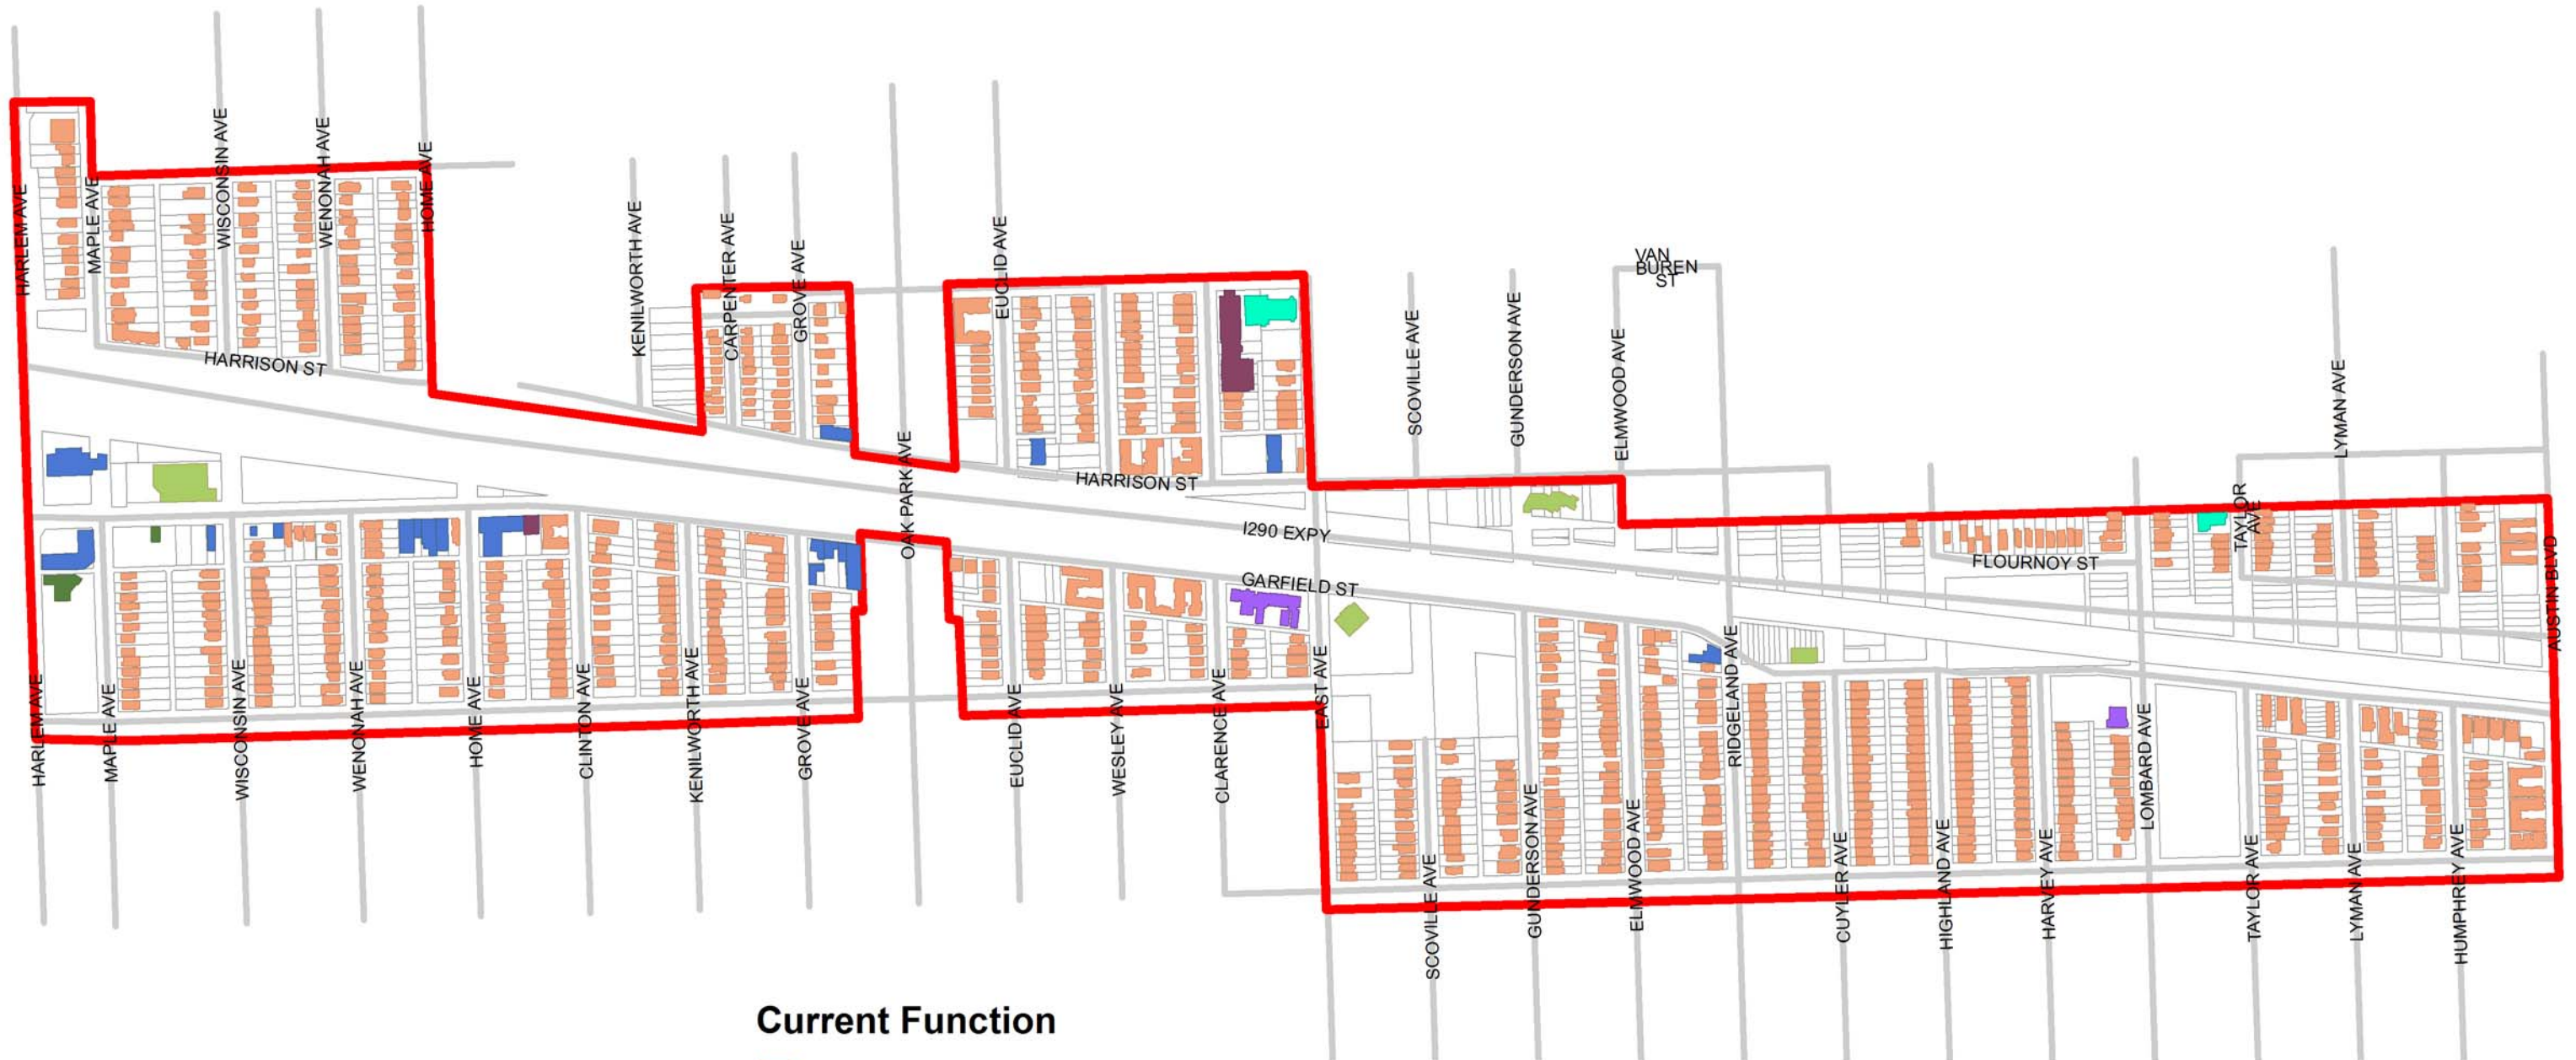 HARLEM AVE
MAPLE AVE
WISCONSIN AVE
WENONAH AVE
HOME AVE
HARRISON ST
KENILWORTH AVE
CARPENTER AVE
GROVE AVE
OAK PARK AVE
EUCLID AVE
HARRISON ST
I290 EXPY
GARFIELD ST
SCOVILLE AVE
GUNDERSON AVE
ELMWOOD AVE
VAN
BUREN
ST
RIDGELAND AVE
FLOURNOY ST
TAYLOR
AVE
LYMAN AVE
AUSTIN BLVD
HARLEM AVE
MAPLE AVE
WISCONSIN AVE
WENONAH AVE
HOME AVE
CLINTON AVE
KENILWORTH AVE
GROVE AVE
EUCLID AVE
WESLEY AVE
CLARENCE AVE
EAST AVE
SCOVILLE AVE
GUNDERSON AVE
ELMWOOD AVE
CUYLER AVE
HIGHLAND AVE
HARVEY AVE
LOMBARD AVE
TAYLOR AVE
LYMAN AVE
HUMPHREY AVE
Current Function